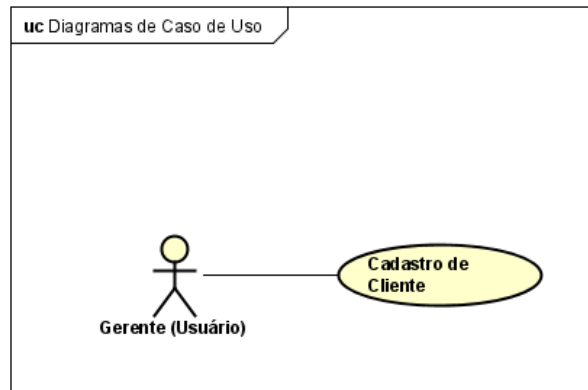 uc Diagramas de Caso de Uso
Cadastro de
Cliente
Gerente (Usuário)